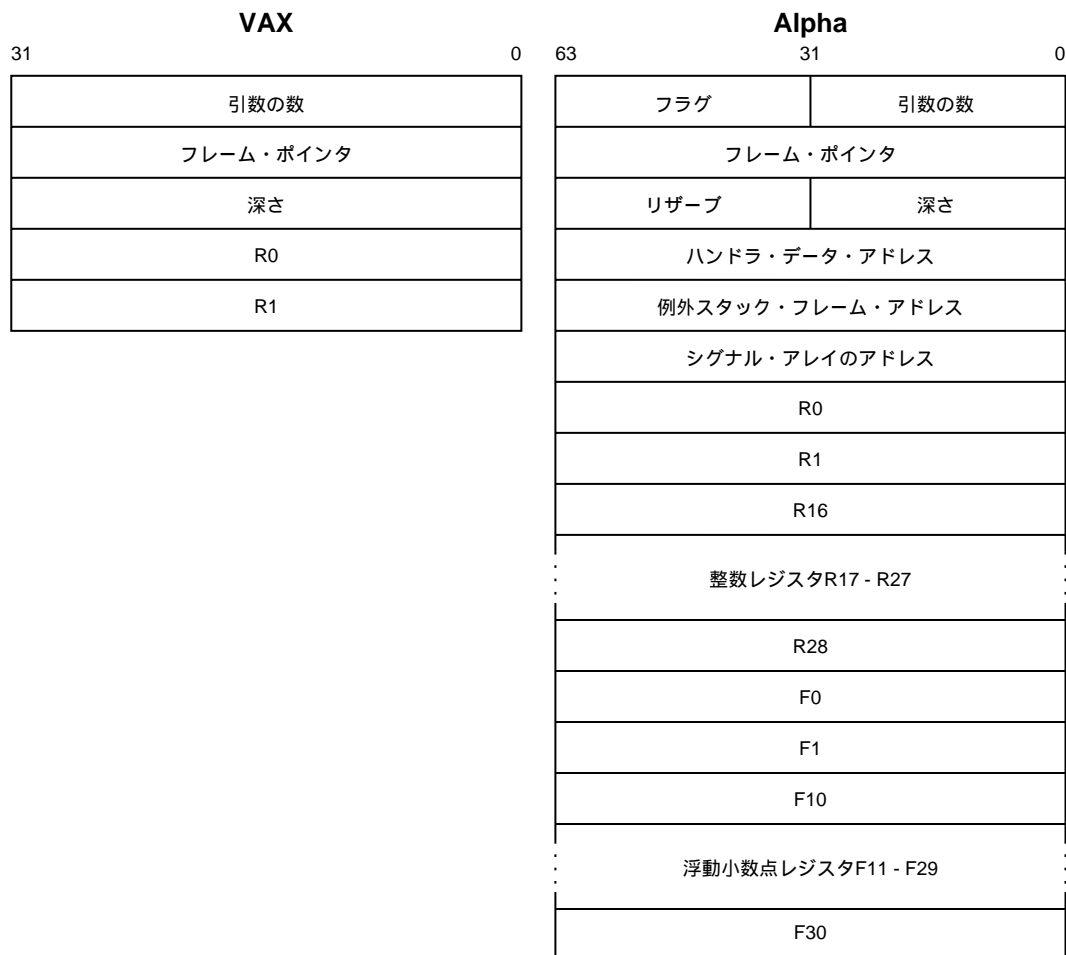 VAX
31 0
引数の数
フレーム・ポインタ
深さ
R0
R1
Alpha
63 31 0
フラグ 引数の数
フレーム・ポインタ
リザーブ 深さ
ハンドラ・データ・アドレス
例外スタック・フレーム・アドレス
シグナル・アレイのアドレス
R0
R1
R16
整数レジスタR17 - R27
R28
F0
F1
F10
浮動小数点レジスタF11 - F29
F30